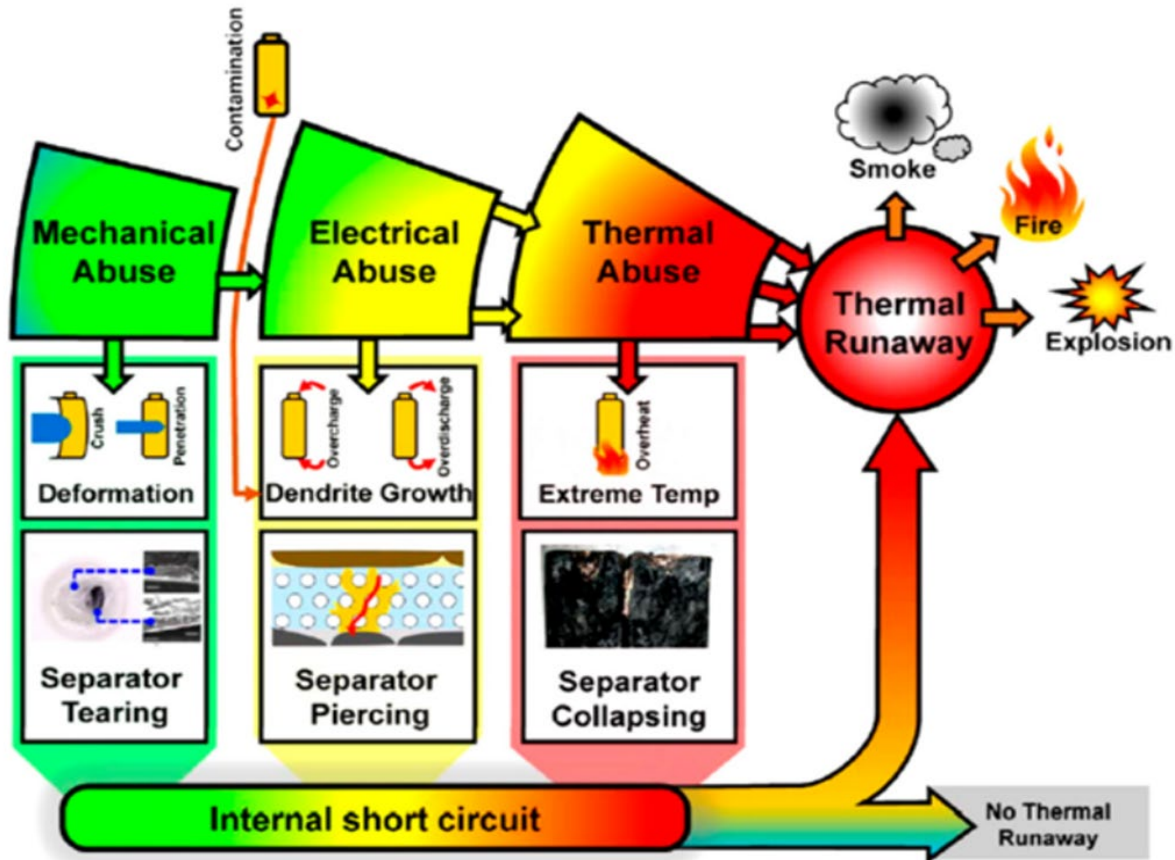 Contamination
Mechanical
Abuse
Electrical
Abuse
Thermal
Abuse
Smoke
Fire
Explosion
Thermal
Runaway
Crush
Penetration
Deformation
Overcharge
Overdischarge
Dendrite Growth
Overheat
Extreme Temp
Separator
Tearing
Separator
Piercing
Separator
Collapsing
Internal short circuit
No Thermal
Runaway